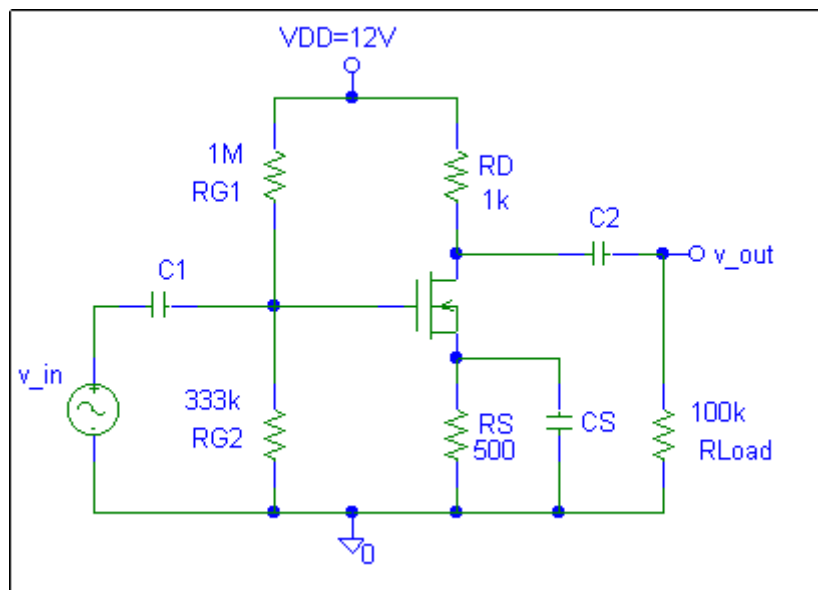 VDD=12V
1M
RG1
RD
1k
C2
v_out
C1
v_in
+
-
333k
RG2
RS
500
CS
100k
RLoad
0